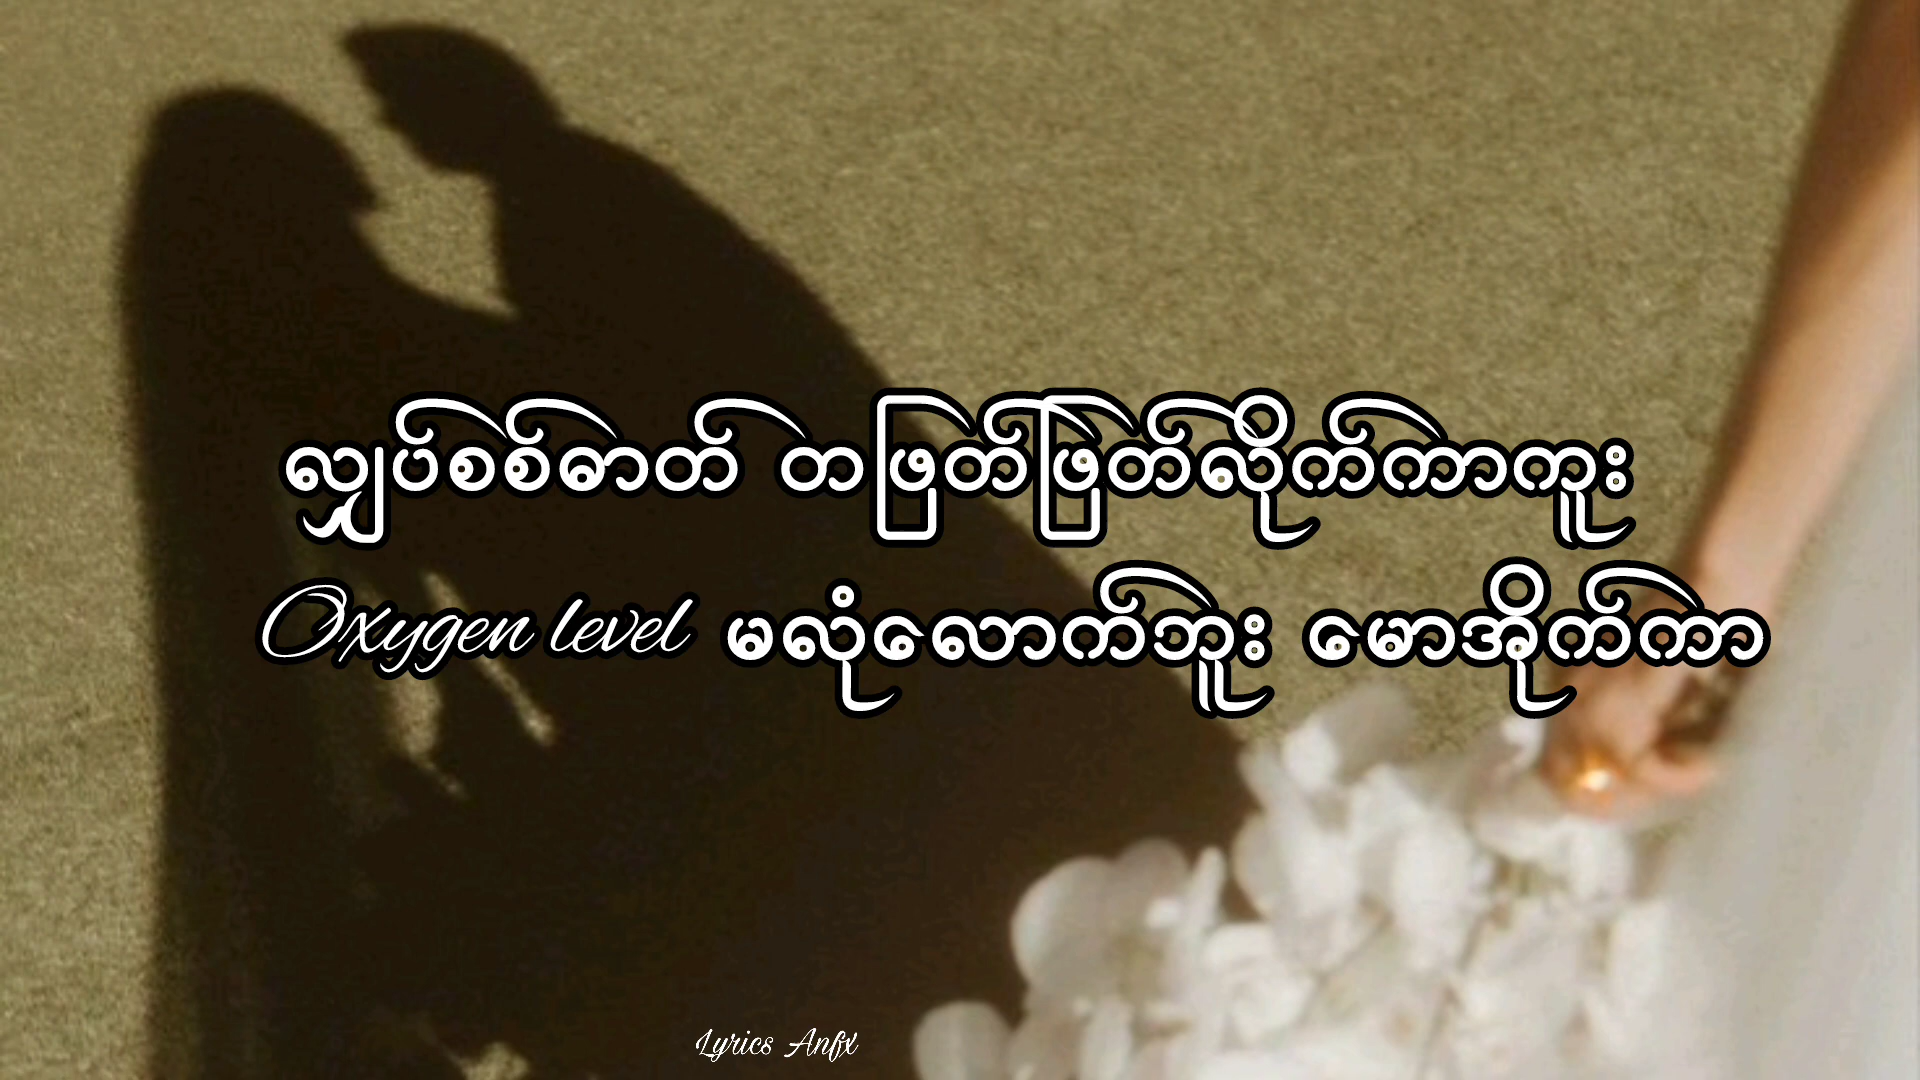 လျှပ်စစ်ဓာတ် တဖြတ်ဖြတ်လိုက်ကာကူး
Oxygen level မလုံလောက်ဘူး မောအိုက်ကာ
Lyrics Anfx